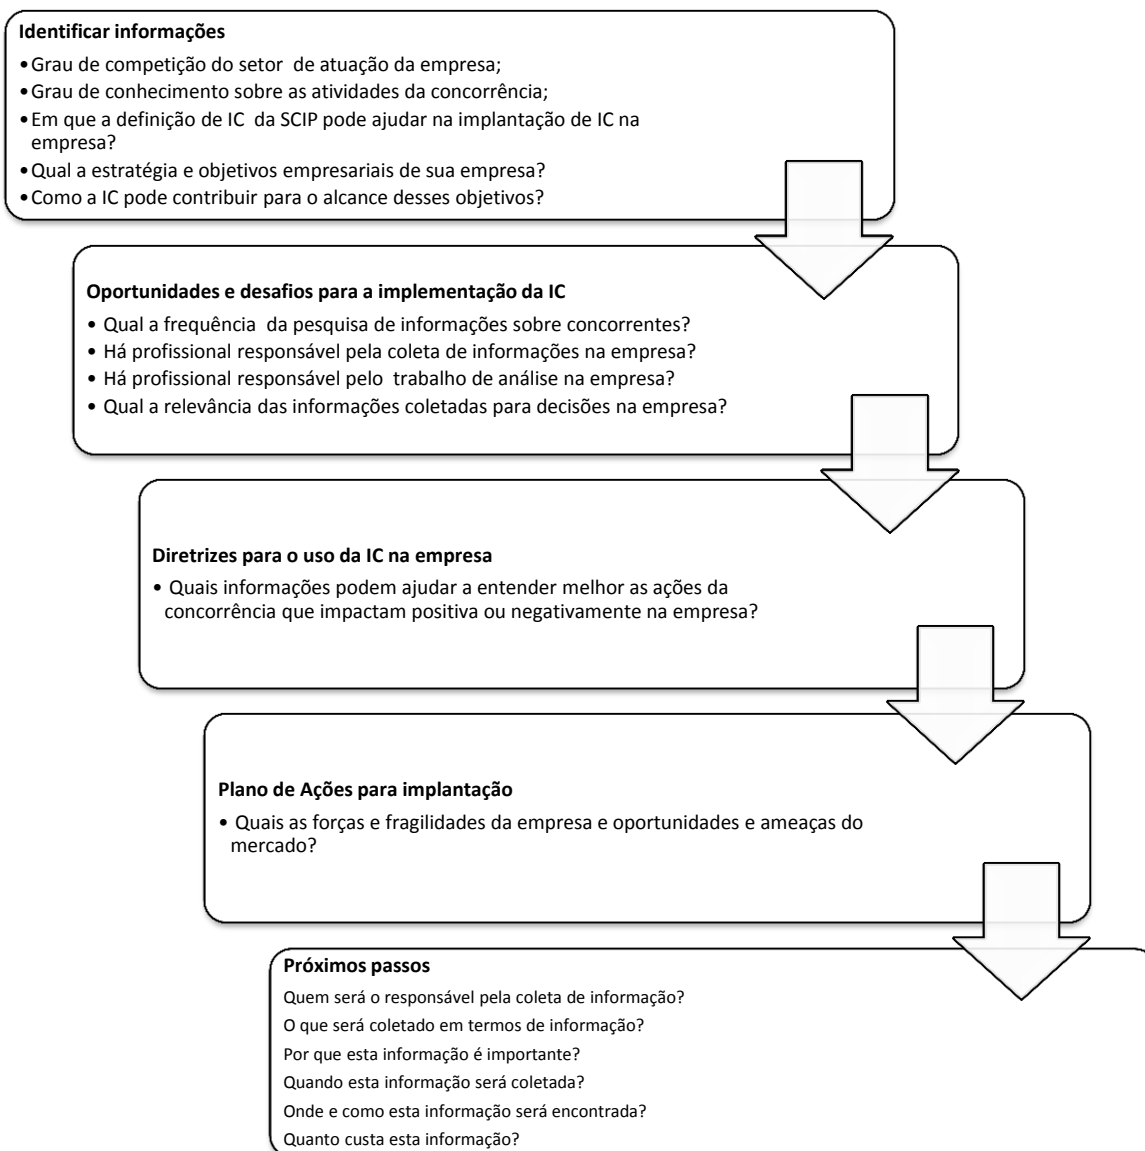 Identificar informações
•Grau de competição do setor  de atuação da empresa;
•Grau de conhecimento sobre as atividades da concorrência;
•Em que a definição de IC  da SCIP pode ajudar na implantação de IC na
empresa?
•Qual a estratégia e objetivos empresariais de sua empresa?
•Como a IC pode contribuir para o alcance desses objetivos?
Oportunidades e desafios para a implementação da IC
• Qual a frequência  da pesquisa de informações sobre concorrentes?
• Há profissional responsável pela coleta de informações na empresa?
• Há profissional responsável pelo  trabalho de análise na empresa?
• Qual a relevância das informações coletadas para decisões na empresa?
Diretrizes para o uso da IC na empresa
• Quais informações podem ajudar a entender melhor as ações da
concorrência que impactam positiva ou negativamente na empresa?
Plano de Ações para implantação
• Quais as forças e fragilidades da empresa e oportunidades e ameaças do
mercado?
Próximos passos
Quem será o responsável pela coleta de informação?
O que será coletado em termos de informação?
Por que esta informação é importante?
Quando esta informação será coletada?
Onde e como esta informação será encontrada?
Quanto custa esta informação?